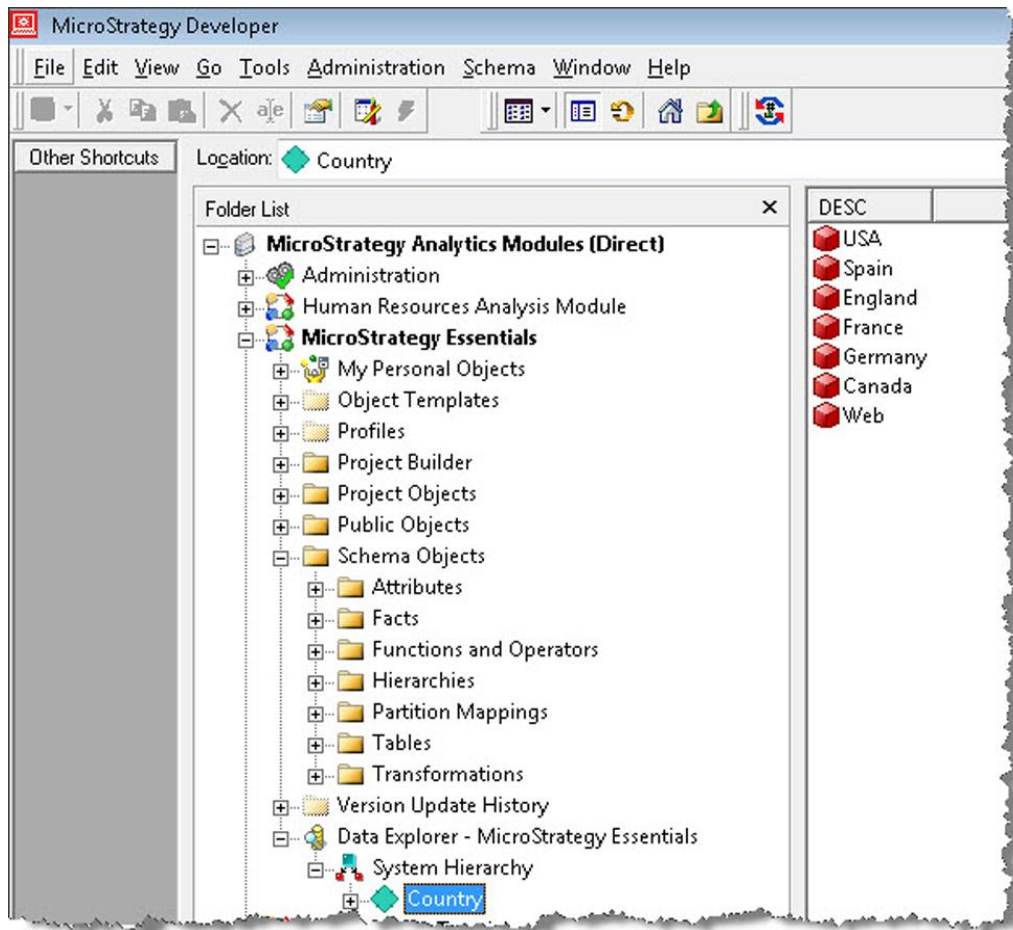 MicroStrategy Developer
File Edit View Go Tools Administration Schema Window Help
Other Shortcuts
Location: Country
Folder List
MicroStrategy Analytics Modules (Direct)
Administration
Human Resources Analysis Module
MicroStrategy Essentials
My Personal Objects
Object Templates
Profiles
Project Builder
Project Objects
Public Objects
Schema Objects
Attributes
Facts
Functions and Operators
Hierarchies
Partition Mappings
Tables
Transformations
Version Update History
Data Explorer - MicroStrategy Essentials
System Hierarchy
Country
DESC
USA
Spain
England
France
Germany
Canada
Web